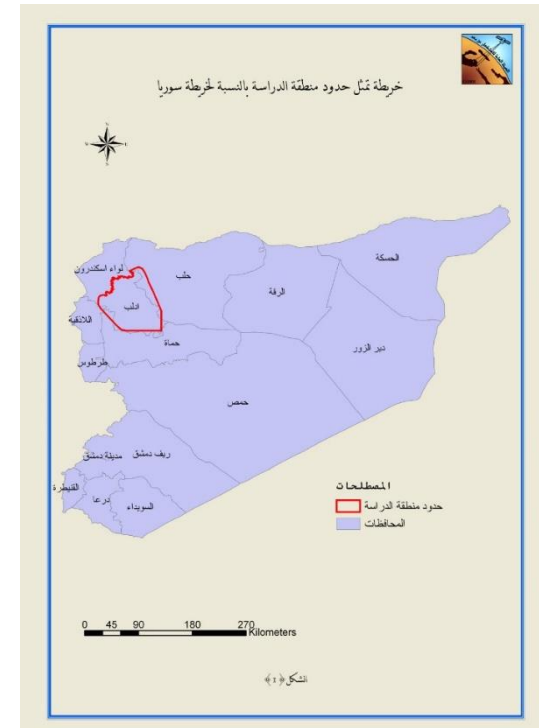 خريطة تمثل حدود منطقة الدراسة بالنسبة لخريطة سوريا
الحسكة
لواء اسكندرون
حلب
الرقة
ادلب
اللاذقية
حماة
دير الزور
طرطوس
حمص
ريف دمشق
مدينة دمشق
القنيطرة
درعا
السويداء
المصطلحات
حدود منطقة الدراسة
المحافظات
0 45 90 180 270
Kilometers
الشكل ﴿1﴾